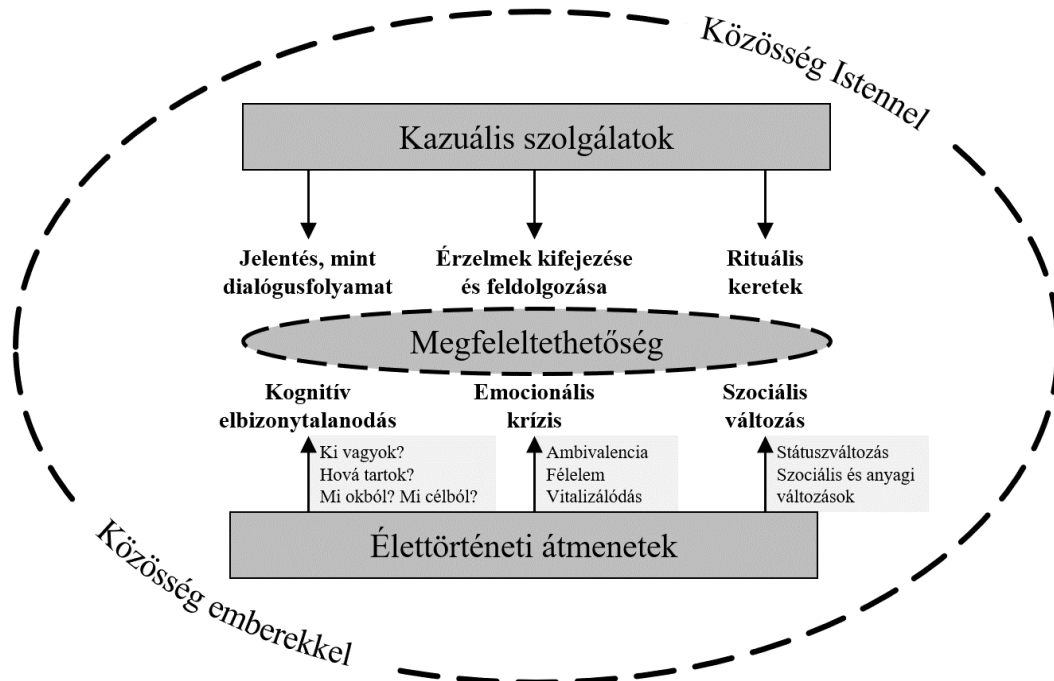 Közösség Istennel
Kazuális szolgálatok
Jelentés, mint
dialógusfolyamat
Érzelmek kifejezése
és feldolgozása
Rituális
keretek
Megfeleltethetőség
Kognitív
elbizonytalanodás
Emocionális
krízis
Szociális
változás
Ki vagyok?
Hová tartok?
Mi okból? Mi célból?
Ambivalencia
Félelem
Vitalizálódás
Státuszváltozás
Szociális és anyagi
változások
Élettörténeti átmenetek
Közösség emberekkel